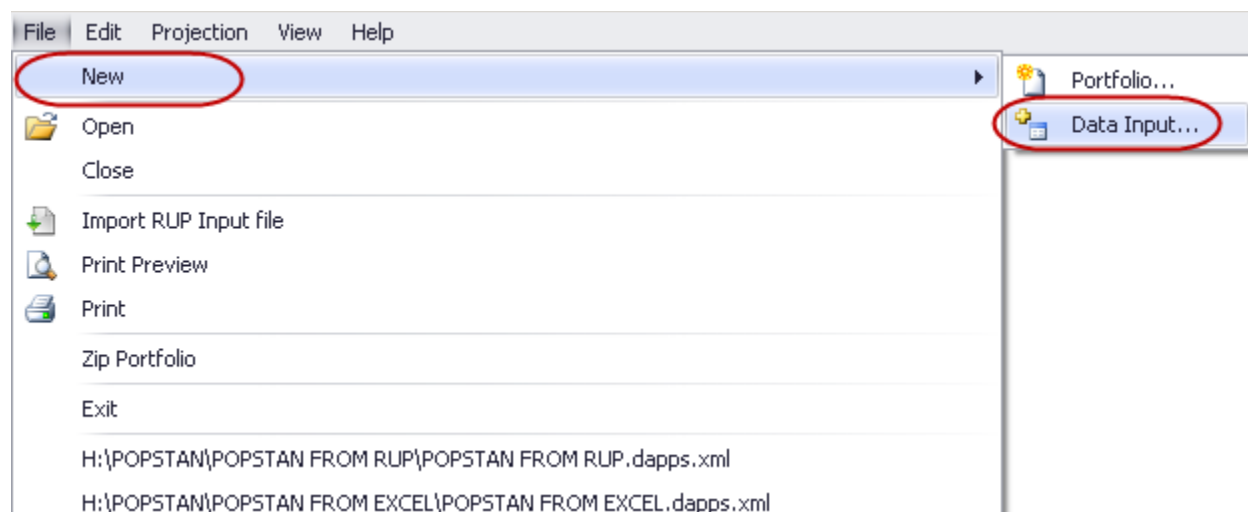 File Edit Projection View Help
New
Portfolio...
Open
Data Input...
Close
Import RUP Input file
Print Preview
Print
Zip Portfolio
Exit
H:\POPSTAN\POPSTAN FROM RUP\POPSTAN FROM RUP.dapps.xml
H:\POPSTAN\POPSTAN FROM EXCEL\POPSTAN FROM EXCEL.dapps.xml